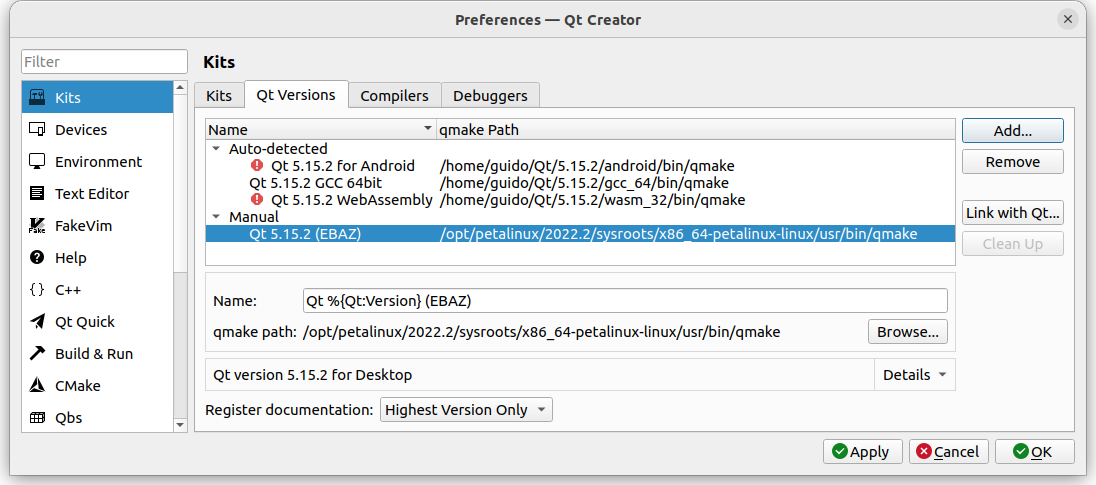 Preferences — Qt Creator
Filter
Kits
Devices
Environment
Text Editor
FakeVim
Help
C++
Qt Quick
Build & Run
CMake
Qbs
Kits
Kits Qt Versions Compilers Debuggers
Name qmake Path
Auto-detected
Qt 5.15.2 for Android /home/guido/Qt/5.15.2/android/bin/qmake
Qt 5.15.2 GCC 64bit /home/guido/Qt/5.15.2/gcc_64/bin/qmake
Qt 5.15.2 WebAssembly /home/guido/Qt/5.15.2/wasm_32/bin/qmake
Manual
Qt 5.15.2 (EBAZ) /opt/petalinux/2022.2/sysroots/x86_64-petalinux-linux/usr/bin/qmake
Add...
Remove
Link with Qt...
Clean Up
Name: Qt %{Qt:Version} (EBAZ)
qmake path: /opt/petalinux/2022.2/sysroots/x86_64-petalinux-linux/usr/bin/qmake Browse...
Qt version 5.15.2 for Desktop Details
Register documentation: Highest Version Only
Apply Cancel OK